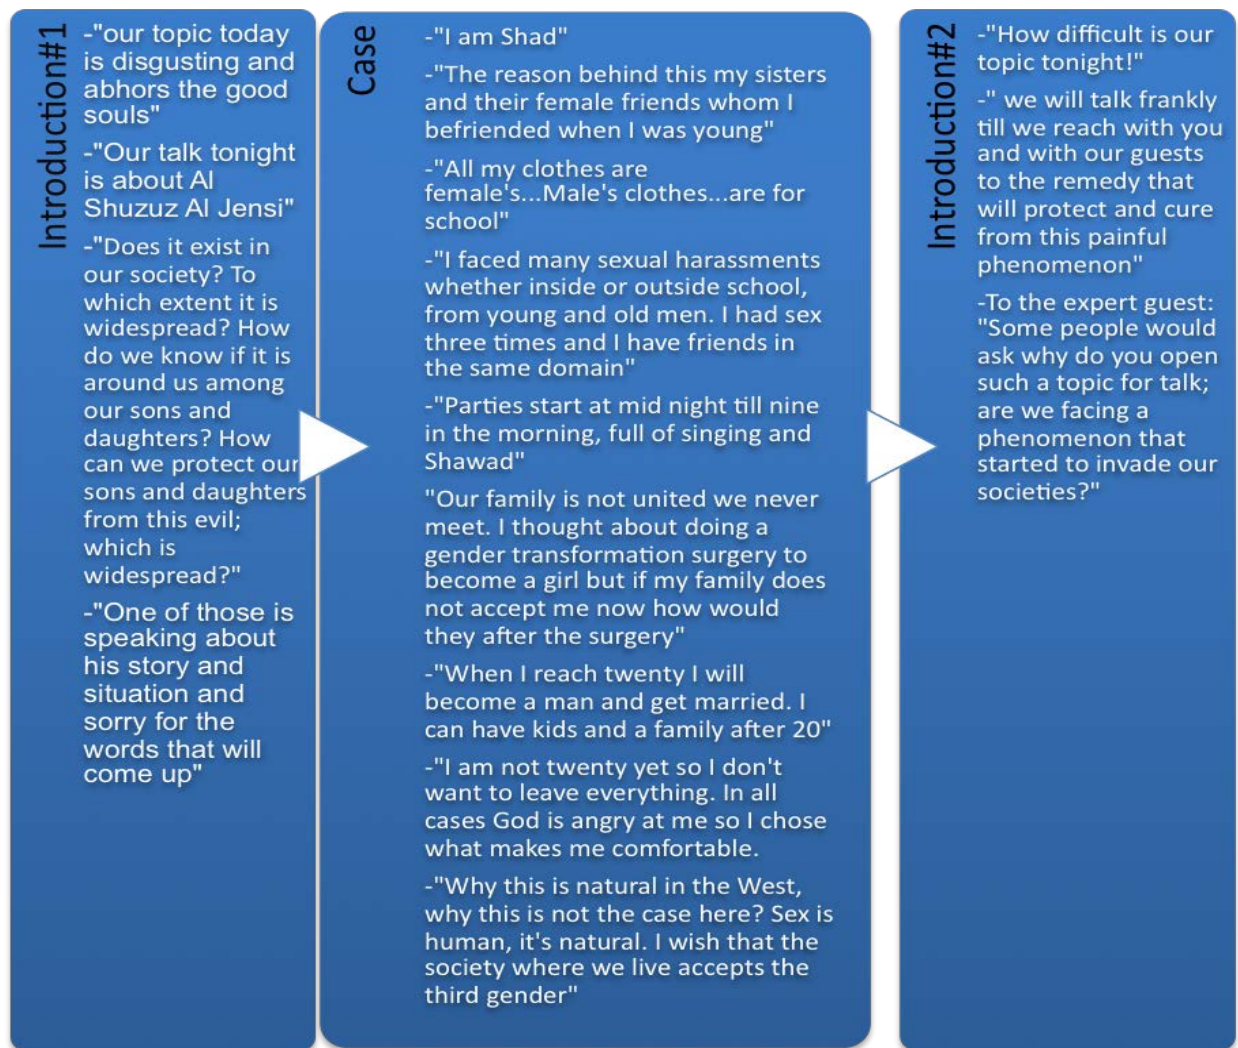 Introduction#1
-"our topic today
is disgusting and
abhors the good
souls"
-"Our talk tonight
is about Al
Shuzuz Al Jensi"
-"Does it exist in
our society? To
which extent it is
widespread? How
do we know if it is
around us among
our sons and
daughters? How
can we protect our
sons and daughters
from this evil;
which is
widespread?"
-"One of those is
speaking about
his story and
situation and
sorry for the
words that will
come up"
Case
-"I am Shad"
-"The reason behind this my sisters
and their female friends whom I
befriended when I was young"
-"All my clothes are
female's...Male's clothes...are for
school"
-"I faced many sexual harassments
whether inside or outside school,
from young and old men. I had sex
three times and I have friends in
the same domain"
-"Parties start at mid night till nine
in the morning, full of singing and
Shawad"
"Our family is not united we never
meet. I thought about doing a
gender transformation surgery to
become a girl but if my family does
not accept me now how would
they after the surgery"
-"When I reach twenty I will
become a man and get married. I
can have kids and a family after 20"
-"I am not twenty yet so I don't
want to leave everything. In all
cases God is angry at me so I chose
what makes me comfortable.
-"Why this is natural in the West,
why this is not the case here? Sex is
human, it's natural. I wish that the
society where we live accepts the
third gender"
Introduction#2
-"How difficult is our
topic tonight!"
-" we will talk frankly
till we reach with you
and with our guests
to the remedy that
will protect and cure
from this painful
phenomenon"
-To the expert guest:
"Some people would
ask why do you open
such a topic for talk;
are we facing a
phenomenon that
started to invade our
societies?"